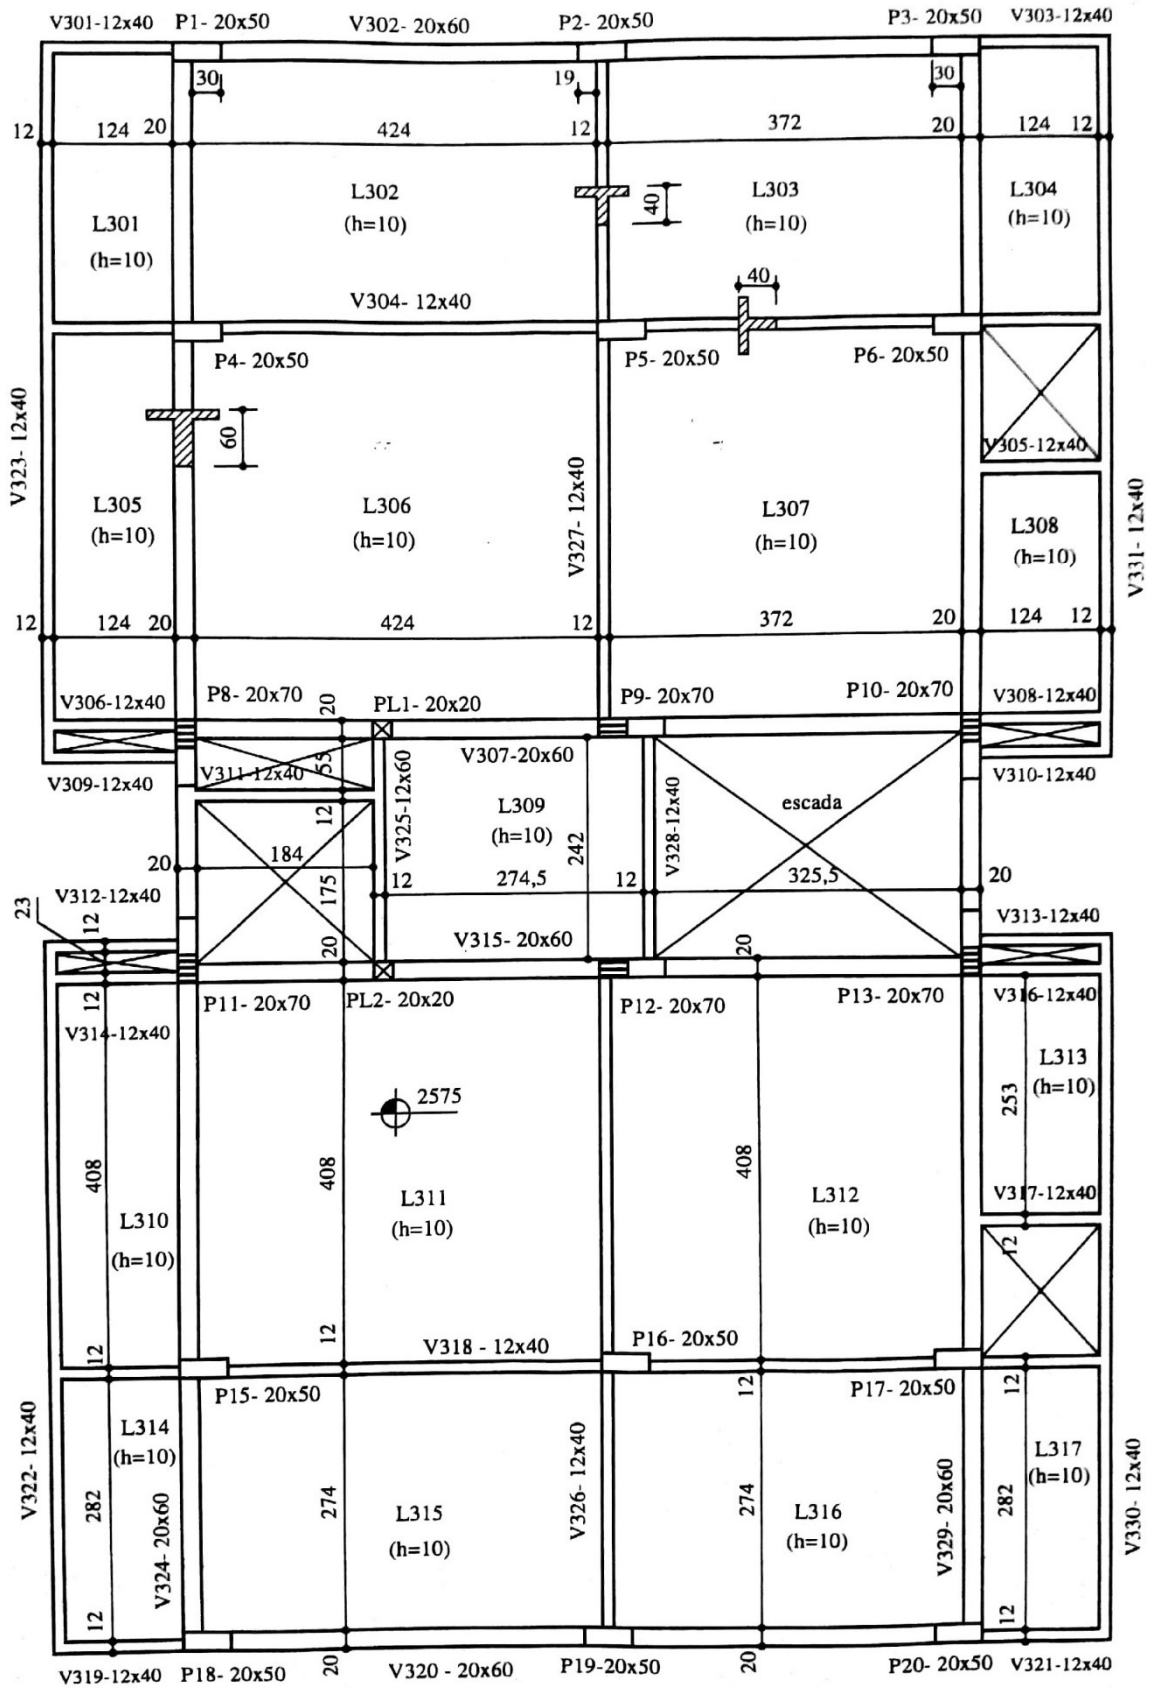 V301-12x40 P1- 20x50 V302- 20x60 P2- 20x50 P3- 20x50 V303-12x40
30 19 30
12 124 20 424 12 372 20 124 12
L301
(h=10)
L302
(h=10)
40
L303
(h=10)
L304
(h=10)
V304- 12x40
40
P4- 20x50
P5- 20x50
P6- 20x50
V323- 12x40
60
V305-12x40
L305
(h=10)
L306
(h=10)
V327- 12x40
L307
(h=10)
L308
(h=10)
V331- 12x40
12 124 20 424 12 372 20 124 12
V306-12x40
P8- 20x70
20
PL1- 20x20
P9- 20x70
P10- 20x70
V308-12x40
V309-12x40
V311-12x40
55
V325-12x60
V307-20x60
V328-12x40
V310-12x40
12
L309
(h=10)
242
escada
20 184 175 12 274,5 12 325,5 20
23
V312-12x40
12
20
V315- 20x60
20
V313-12x40
12
P11- 20x70
PL2- 20x20
P12- 20x70
P13- 20x70
V316-12x40
V314-12x40
2575
L313
(h=10)
253
408
408
408
L310
(h=10)
L311
(h=10)
L312
(h=10)
V317-12x40
12
12
12
V318 - 12x40
P16- 20x50
P15- 20x50
12
P17- 20x50
12
V322- 12x40
L314
(h=10)
282
V324- 20x60
274
L315
(h=10)
V326- 12x40
274
L316
(h=10)
V329- 20x60
282
L317
(h=10)
V330- 12x40
12
12
V319-12x40 P18- 20x50 20 V320 - 20x60 P19-20x50 20 P20- 20x50 V321-12x40